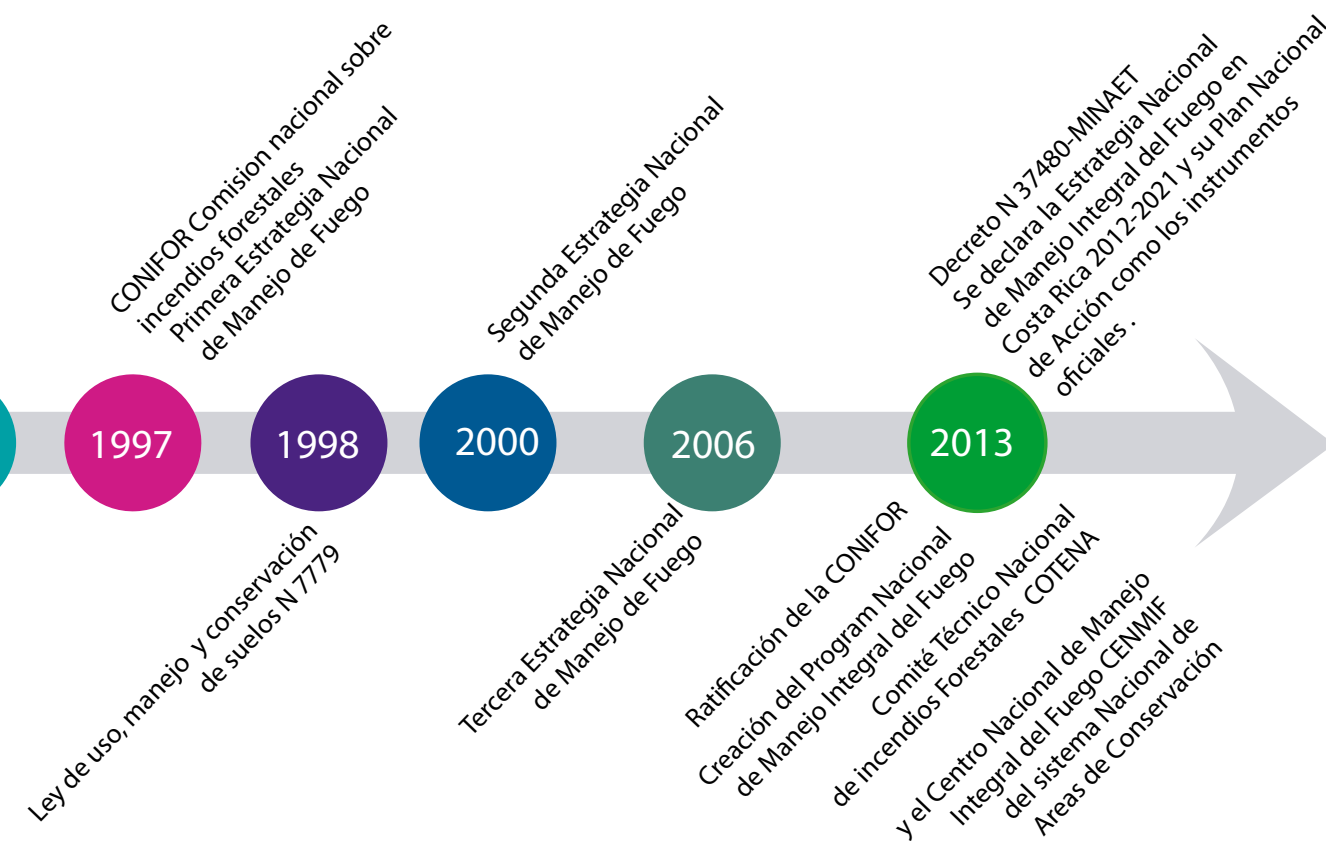 CONIFOR Comision nacional sobre
incendios forestales
Primera Estrategia Nacional
de Manejo de Fuego
1997
1998
Ley de uso, manejo y conservación
de suelos N 7779
Segunda Estrategia Nacional
de Manejo de Fuego
2000
2006
Tercera Estrategia Nacional
de Manejo de Fuego
Decreto N 37480-MINAET
Se declara la Estrategia Nacional
de Manejo Integral del Fuego en
Costa Rica 2012-2021 y su Plan Nacional
de Acción como los instrumentos
oficiales .
2013
Ratificación de la CONIFOR
Creación del Program Nacional
de Manejo Integral del Fuego
Comité Técnico Nacional
de incendios Forestales COTENA
y el Centro Nacional de Manejo
Integral del Fuego CENMIF
del sistema Nacional de
Areas de Conservación